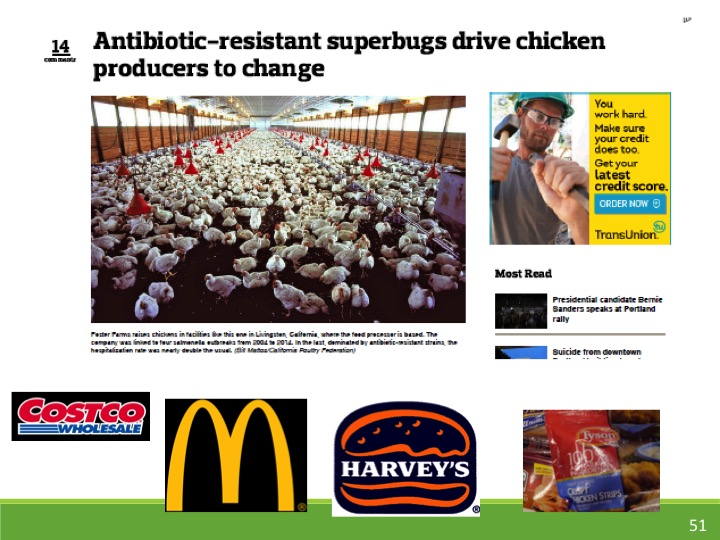 14
comments
Antibiotic-resistant superbugs drive chicken
producers to change
You
work hard.
Make sure
your credit
does too.
Get your
latest
credit score.
ORDER NOW
TransUnion.
tu
Most Read
Presidential candidate Bernie
Sanders speaks at Portland
rally
Suicide from downtown
Foster Farms raises chickens in facilities like this one in Livingston, California, where the feed processor is based. The
company was linked to four salmonella outbreaks from 2004 to 2014. In the last, dominated by antibiotic-resistant strains, the
hospitalization rate was nearly double the usual. (Bill Mattos/California Poultry Federation)
COSTCO
WHOLESALE
®
HARVEY'S
®
Tyson
100%
CRISPY
CHICKEN STRIPS
51